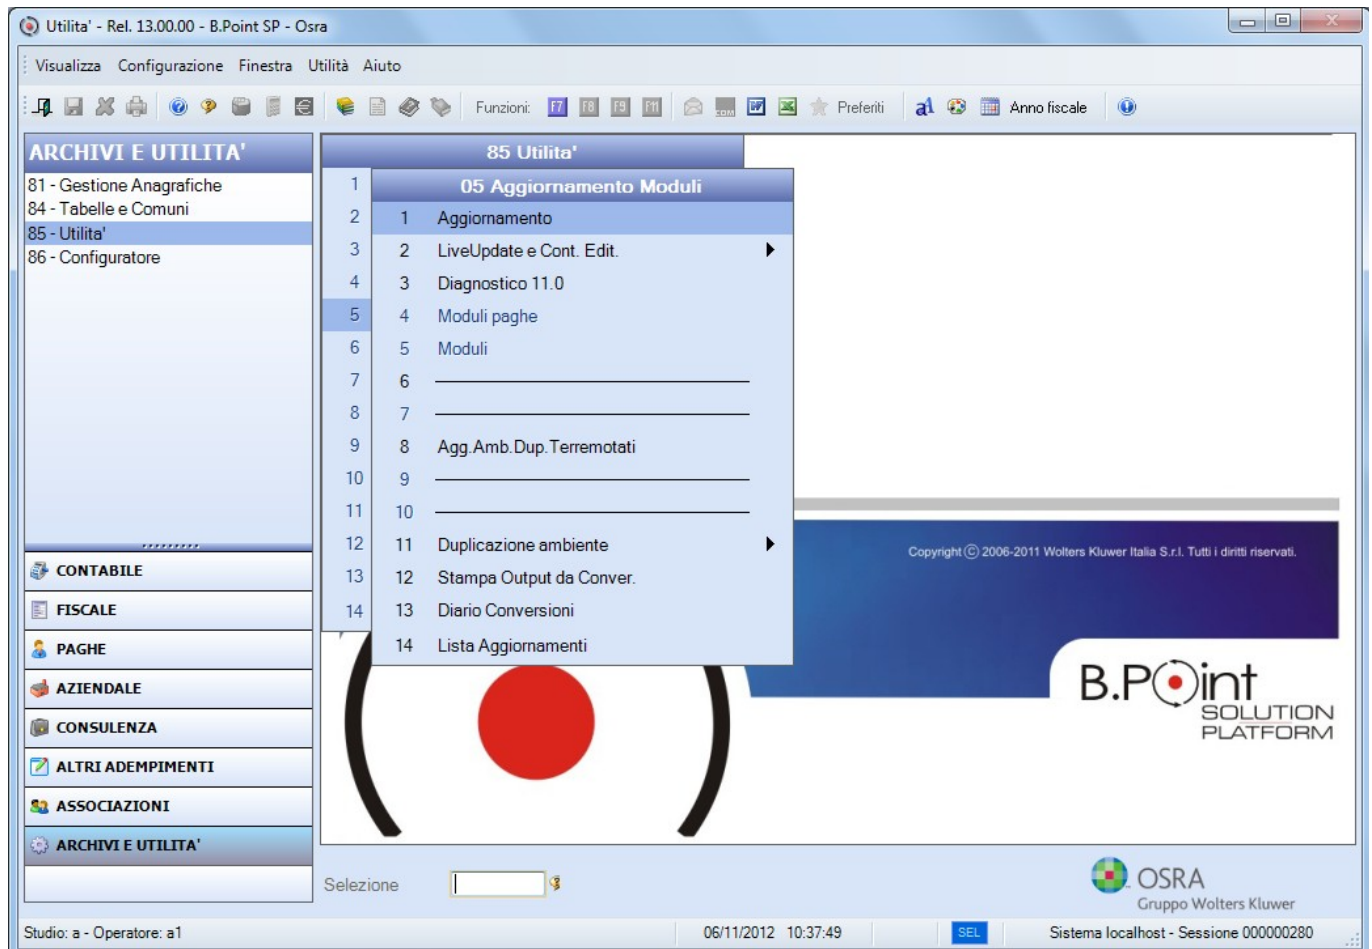 Utilita' - Rel. 13.00.00 - B.Point SP - Osra
Visualizza Configurazione Finestra Utilità Aiuto
Funzioni: F7 F8 F9 F11 Preferiti Anno fiscale
ARCHIVI E UTILITA'
81 - Gestione Anagrafiche
84 - Tabelle e Comuni
85 - Utilita'
86 - Configuratore
CONTABILE
FISCALE
PAGHE
AZIENDALE
CONSULENZA
ALTRI ADEMPIMENTI
ASSOCIAZIONI
ARCHIVI E UTILITA'
85 Utilita'
1
2
3
4
5
6
7
8
9
10
11
12
13
14
05 Aggiornamento Moduli
1 Aggiornamento
2 LiveUpdate e Cont. Edit.
3 Diagnostico 11.0
4 Moduli paghe
5 Moduli
6
7
8 Agg.Amb.Dup.Terremotati
9
10
11 Duplicazione ambiente
12 Stampa Output da Conver.
13 Diario Conversioni
14 Lista Aggiornamenti
Copyright © 2006-2011 Wolters Kluwer Italia S.r.l. Tutti i diritti riservati.
B.Point
SOLUTION
PLATFORM
Selezione
OSRA
Gruppo Wolters Kluwer
Studio: a - Operatore: a1 06/11/2012 10:37:49 SEL Sistema localhost - Sessione 000000280